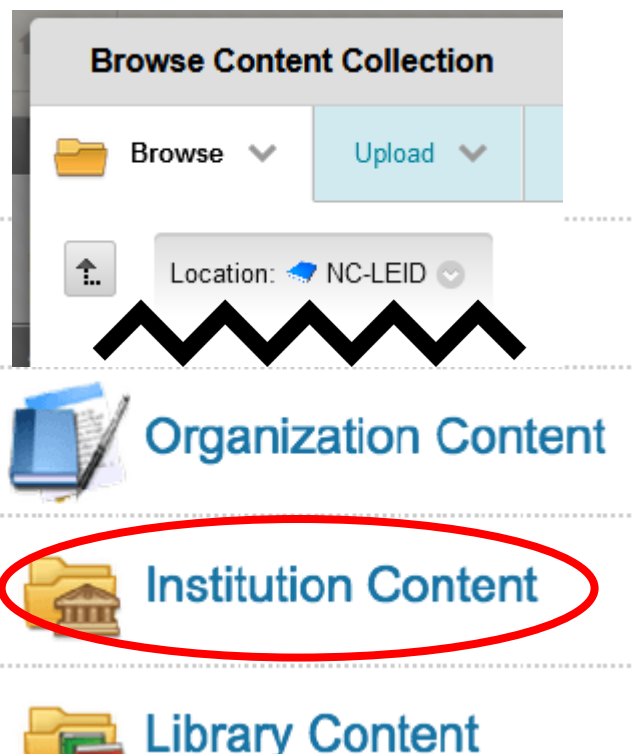 Browse Content Collection
Browse Upload
Location: NC-LEID
Organization Content
Institution Content
Library Content